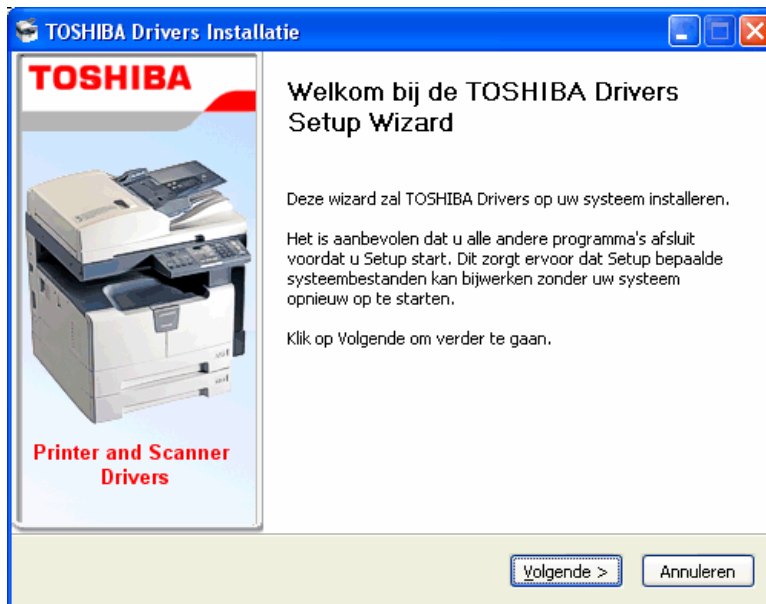 TOSHIBA Drivers Installatie
TOSHIBA
Printer and Scanner
Drivers
Welkom bij de TOSHIBA Drivers
Setup Wizard
Deze wizard zal TOSHIBA Drivers op uw systeem installeren.
Het is aanbevolen dat u alle andere programma's afsluit
voordat u Setup start. Dit zorgt ervoor dat Setup bepaalde
systeembestanden kan bijwerken zonder uw systeem
opnieuw op te starten.
Klik op Volgende om verder te gaan.
Volgende >
Annuleren